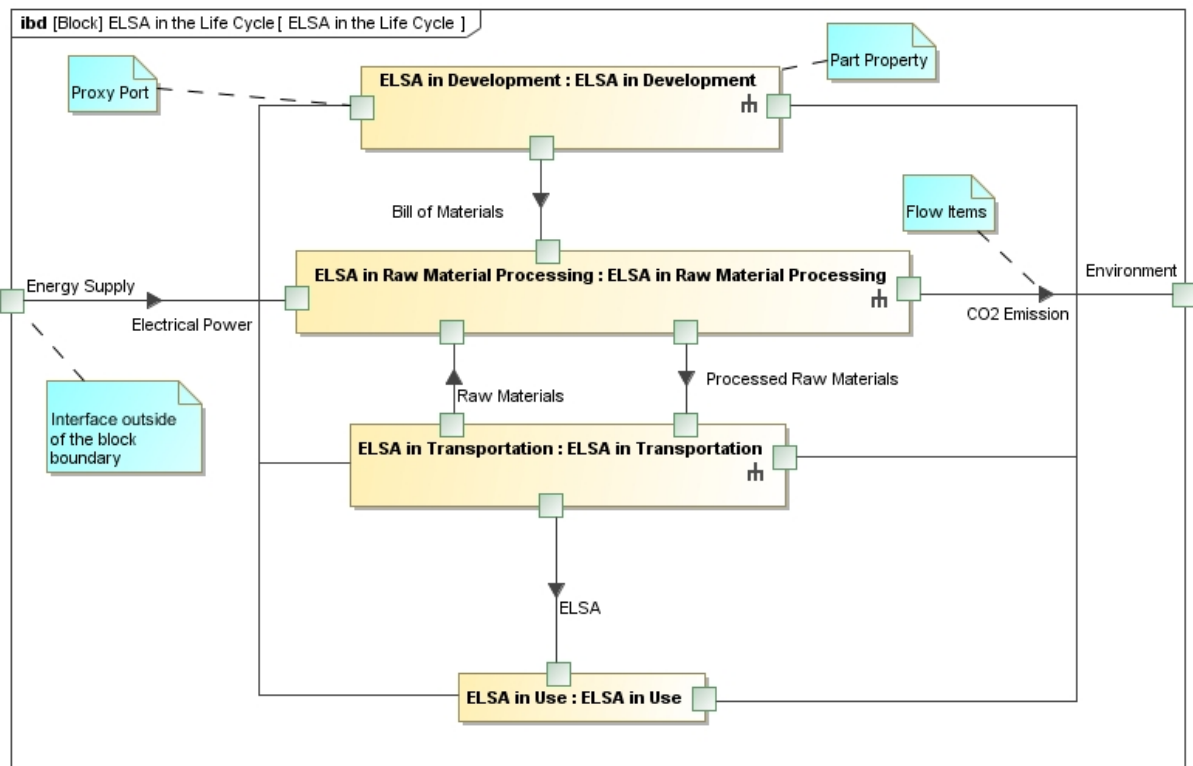 ibd [Block] ELSA in the Life Cycle [ ELSA in the Life Cycle ]
Part Property
Proxy Port
ELSA in Development : ELSA in Development
Bill of Materials
Flow Items
ELSA in Raw Material Processing : ELSA in Raw Material Processing
Environment
Energy Supply
CO2 Emission
Electrical Power
Processed Raw Materials
Raw Materials
Interface outside
of the block
boundary
ELSA in Transportation : ELSA in Transportation
ELSA
ELSA in Use : ELSA in Use